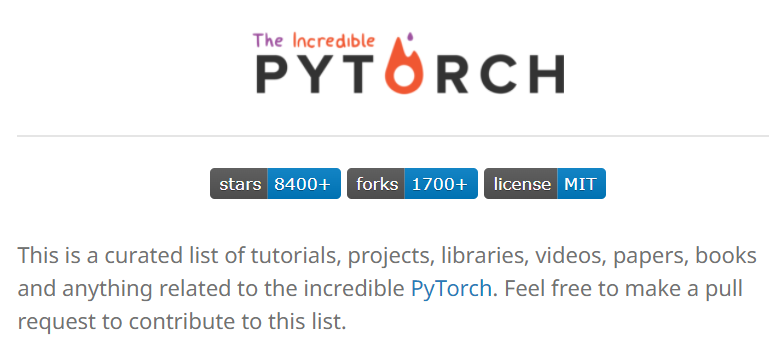 The Incredible
PYTORCH
stars 8400+ forks 1700+ license MIT
This is a curated list of tutorials, projects, libraries, videos, papers, books
and anything related to the incredible PyTorch. Feel free to make a pull
request to contribute to this list.